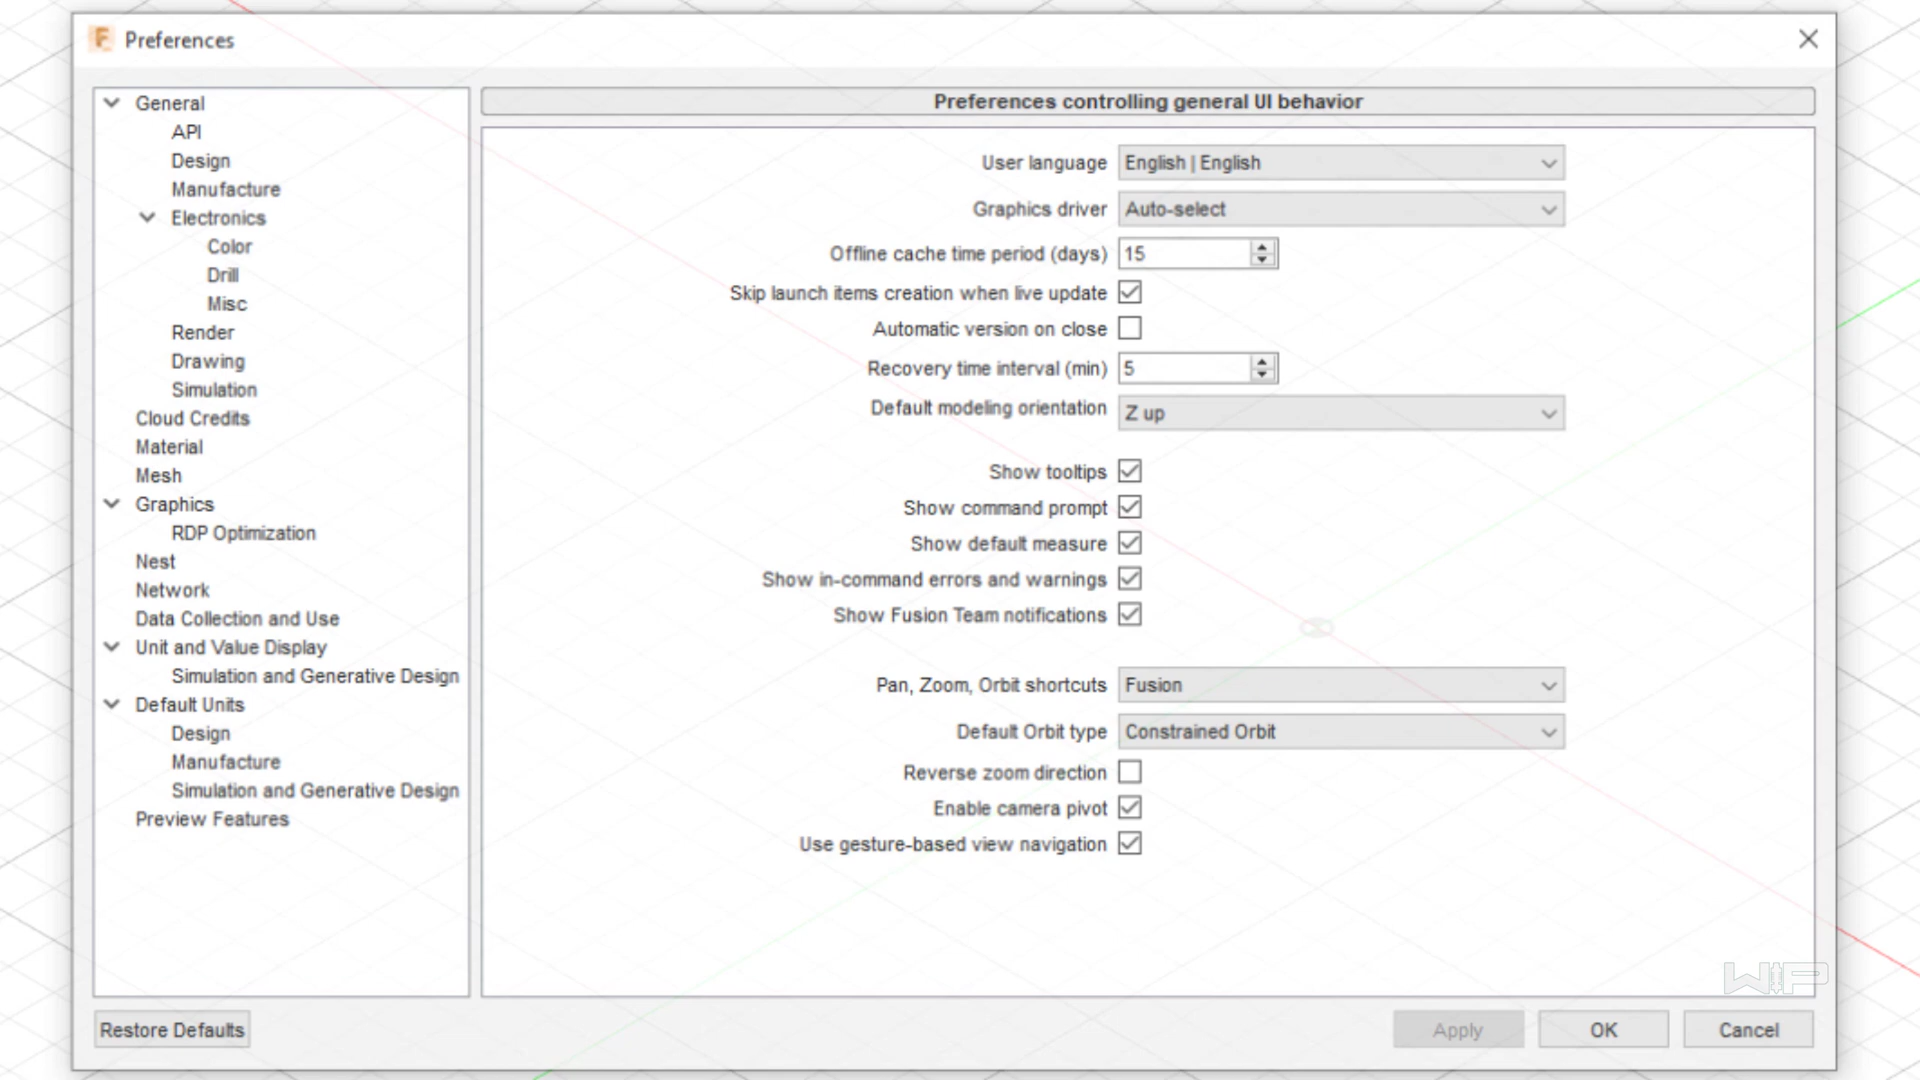 Preferences
General
API
Design
Manufacture
Electronics
Color
Drill
Misc
Render
Drawing
Simulation
Cloud Credits
Material
Mesh
Graphics
RDP Optimization
Nest
Network
Data Collection and Use
Unit and Value Display
Simulation and Generative Design
Default Units
Design
Manufacture
Simulation and Generative Design
Preview Features
Preferences controlling general UI behavior
User language English | English
Graphics driver Auto-select
Offline cache time period (days) 15
Skip launch items creation when live update
Automatic version on close
Recovery time interval (min) 5
Default modeling orientation Z up
Show tooltips
Show command prompt
Show default measure
Show in-command errors and warnings
Show Fusion Team notifications
Pan, Zoom, Orbit shortcuts Fusion
Default Orbit type Constrained Orbit
Reverse zoom direction
Enable camera pivot
Use gesture-based view navigation
WIP
Restore Defaults
Apply OK Cancel